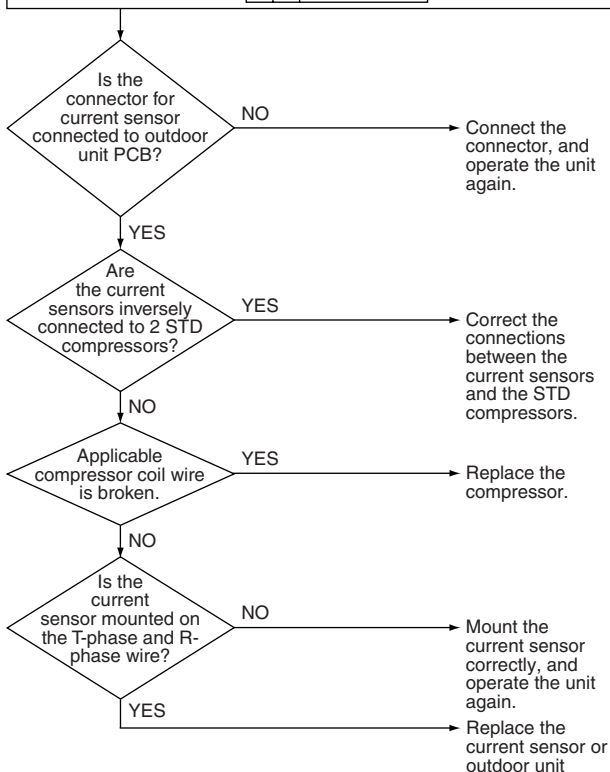 Is the
connector for
current sensor
connected to outdoor
unit PCB?
NO
Connect the
connector, and
operate the unit
again.
YES
Are
the current
sensors inversely
connected to 2 STD
compressors?
YES
Correct the
connections
between the
current sensors
and the STD
compressors.
NO
Applicable
compressor coil wire
is broken.
YES
Replace the
compressor.
NO
Is the
current
sensor mounted on
the T-phase and R-
phase wire?
NO
Mount the
current sensor
correctly, and
operate the unit
again.
YES
Replace the
current sensor or
outdoor unit